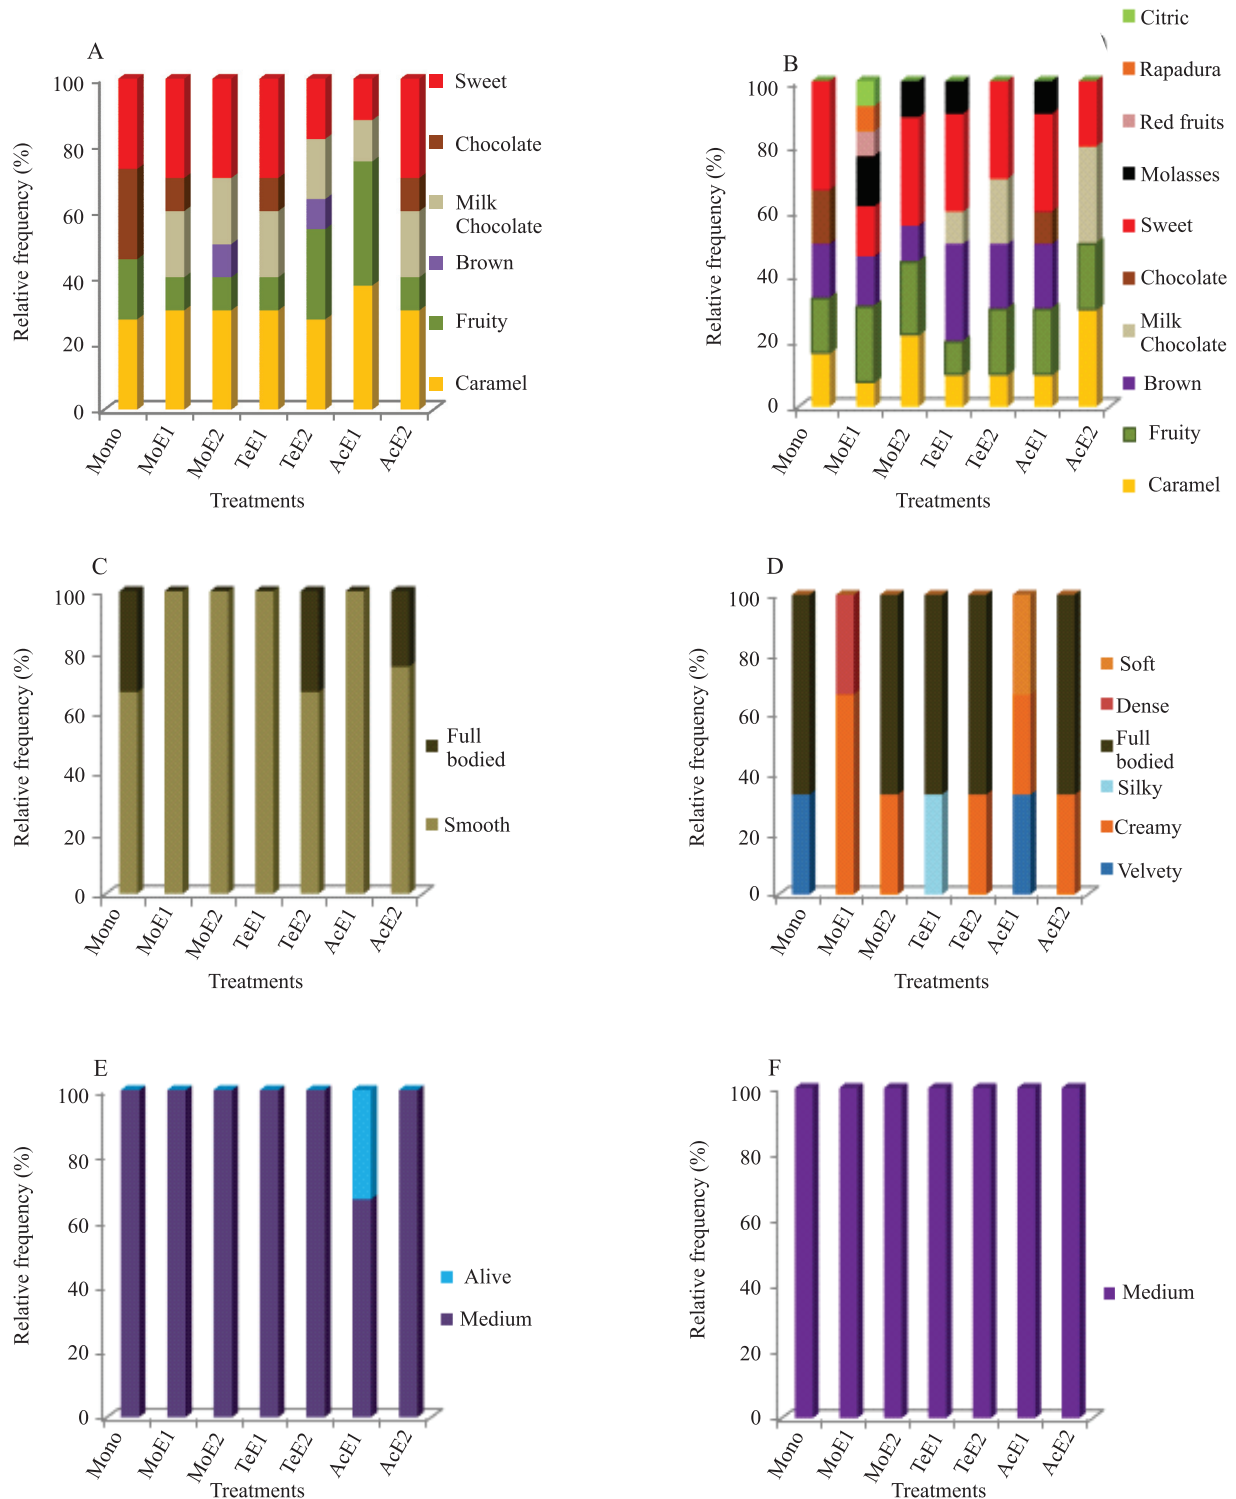 A
Relative frequency (%)
100
80
60
40
20
0
Mono
MoE1
MoE2
TeE1
TeE2
AcE1
AcE2
Treatments
Sweet
Chocolate
Milk
Chocolate
Brown
Fruity
Caramel
B
Relative frequency (%)
100
80
60
40
20
0
Mono
MoE1
MoE2
TeE1
TeE2
AcE1
AcE2
Treatments
Citric
Rapadura
Red fruits
Molasses
Sweet
Chocolate
Milk
Chocolate
Brown
Fruity
Caramel
C
Relative frequency (%)
100
80
60
40
20
0
Mono
MoE1
MoE2
TeE1
TeE2
AcE1
AcE2
Treatments
Full
bodied
Smooth
D
Relative frequency (%)
100
80
60
40
20
0
Mono
MoE1
MoE2
TeE1
TeE2
AcE1
AcE2
Treatments
Soft
Dense
Full
bodied
Silky
Creamy
Velvety
E
Relative frequency (%)
100
80
60
40
20
0
Mono
MoE1
MoE2
TeE1
TeE2
AcE1
AcE2
Treatments
Alive
Medium
F
Relative frequency (%)
100
80
60
40
20
0
Mono
MoE1
MoE2
TeE1
TeE2
AcE1
AcE2
Treatments
Medium